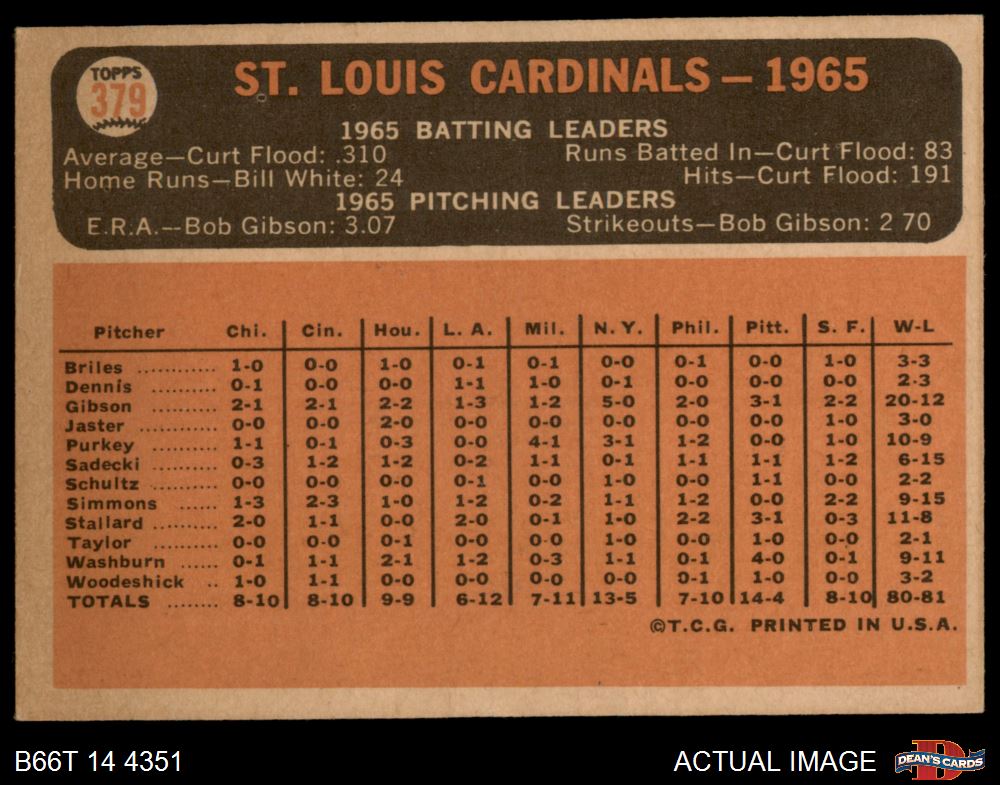 TOPPS
379
ST. LOUIS CARDINALS — 1965
1965 BATTING LEADERS
Average—Curt Flood: .310 Runs Batted In—Curt Flood: 83
Home Runs—Bill White: 24 Hits—Curt Flood: 191
1965 PITCHING LEADERS
E.R.A.—Bob Gibson: 3.07 Strikeouts—Bob Gibson: 2 70
Pitcher Chi. Cin. Hou. L. A. Mil. N. Y. Phil. Pitt. S. F. W-L
Briles ........... 1-0 0-0 1-0 0-1 0-1 0-0 0-1 0-0 1-0 3-3
Dennis ......... 0-1 0-0 0-0 1-1 1-0 0-1 0-0 0-0 0-0 2-3
Gibson ......... 2-1 2-1 2-2 1-3 1-2 5-0 2-0 3-1 2-2 20-12
Jaster ........... 0-0 0-0 2-0 0-0 0-0 0-0 0-0 0-0 1-0 3-0
Purkey ......... 1-1 0-1 0-3 0-0 4-1 3-1 1-2 0-0 1-0 10-9
Sadecki ......... 0-3 1-2 1-2 0-2 1-1 0-1 1-1 1-1 1-2 6-15
Schultz ......... 0-0 0-0 0-0 0-1 0-0 1-0 0-0 1-1 0-0 2-2
Simmons ...... 1-3 2-3 1-0 1-2 0-2 1-1 1-2 0-0 2-2 9-15
Stallard ......... 2-0 1-1 0-0 2-0 0-1 1-0 2-2 3-1 0-3 11-8
Taylor ........... 0-0 0-0 0-1 0-0 0-0 1-0 0-0 1-0 0-0 2-1
Washburn ...... 0-1 1-1 2-1 1-2 0-3 1-1 0-1 4-0 0-1 9-11
Woodeshick .. 1-0 1-1 0-0 0-0 0-0 0-0 0-1 1-0 0-0 3-2
TOTALS ........ 8-10 8-10 9-9 6-12 7-11 13-5 7-10 14-4 8-10 80-81
©T.C.G. PRINTED IN U.S.A.
B66T 14 4351 ACTUAL IMAGE
D
DEAN'S CARDS